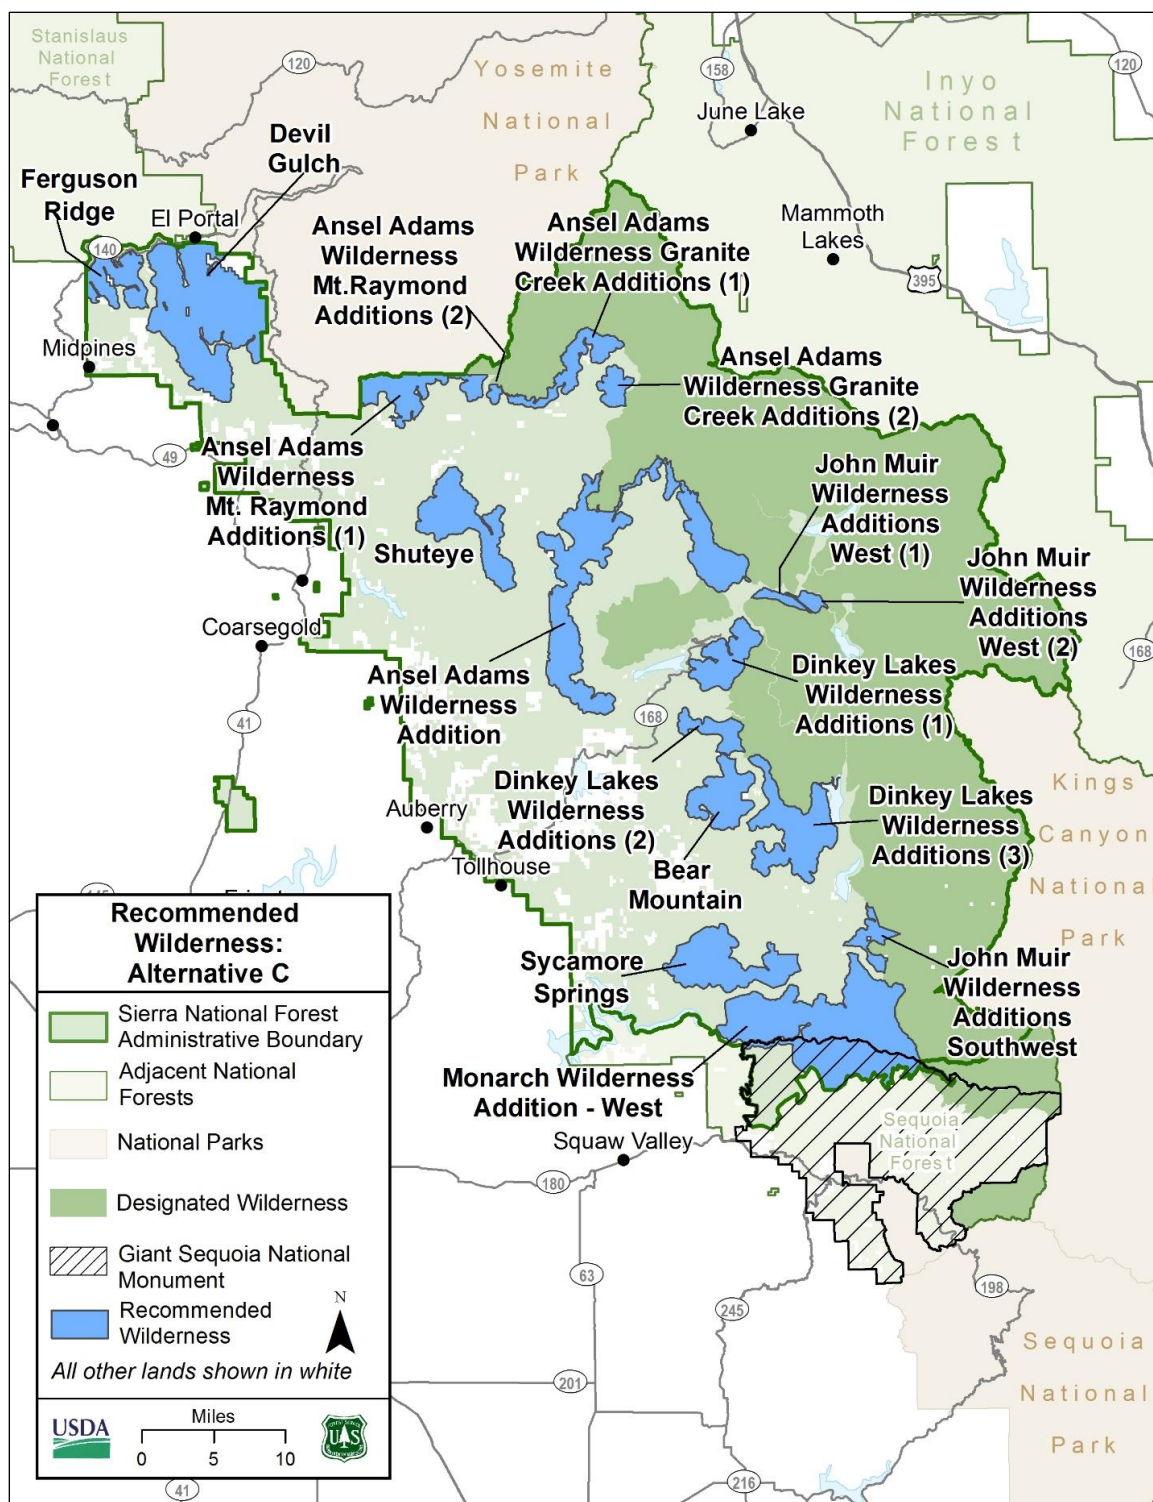 Stanislaus
National
Forest
120
Yosemite
National
Park
158
June Lake
Inyo
National
Forest
120
Devil
Gulch
Ferguson
Ridge
El Portal
140
Ansel Adams
Wilderness
Mt.Raymond
Additions (2)
Ansel Adams
Wilderness Granite
Creek Additions (1)
Mammoth
Lakes
395
Midpines
Ansel Adams
Wilderness Granite
Creek Additions (2)
49
Ansel Adams
Wilderness
Mt. Raymond
Additions (1)
Shuteye
John Muir
Wilderness
Additions
West (1)
John Muir
Wilderness
Additions
West (2)
168
Coarsegold
41
Ansel Adams
Wilderness
Addition
168
Dinkey Lakes
Wilderness
Additions (1)
Dinkey Lakes
Wilderness
Additions (2)
Kings
Canyon
National
Park
Dinkey Lakes
Wilderness
Additions (3)
Auberry
Tollhouse
Bear
Mountain
Sycamore
Springs
John Muir
Wilderness
Additions
Southwest
Monarch Wilderness
Addition - West
Squaw Valley
Sequoia
National
Forest
180
63
245
198
201
216
41
Sequoia
National
Park
Recommended
Wilderness:
Alternative C
Sierra National Forest
Administrative Boundary
Adjacent National
Forests
National Parks
Designated Wilderness
Giant Sequoia National
Monument
Recommended
Wilderness
N
All other lands shown in white
USDA
Miles
0 5 10
U S